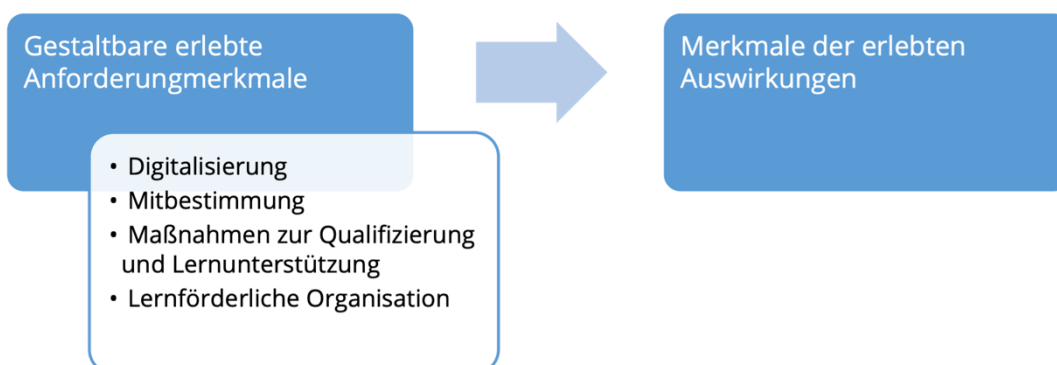 Gestaltbare erlebte
Anforderungmerkmale
• Digitalisierung
• Mitbestimmung
• Maßnahmen zur Qualifizierung
und Lernunterstützung
• Lernförderliche Organisation
Merkmale der erlebten
Auswirkungen